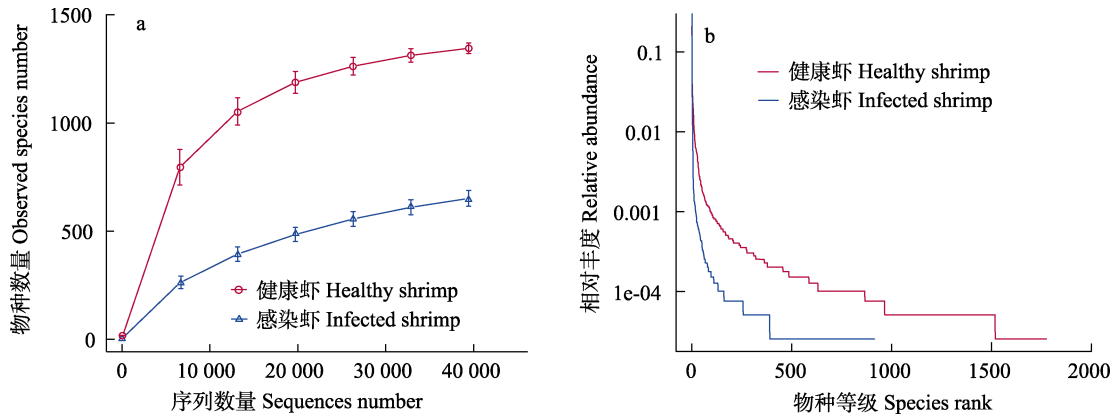 a
1500
1000
500
0
物种数量 Observed species number
健康虾 Healthy shrimp
感染虾 Infected shrimp
0
10 000
20 000
30 000
40 000
序列数量 Sequences number
b
0.1
0.01
0.001
1e-04
相对丰度 Relative abundance
健康虾 Healthy shrimp
感染虾 Infected shrimp
0
500
1000
1500
2000
物种等级 Species rank